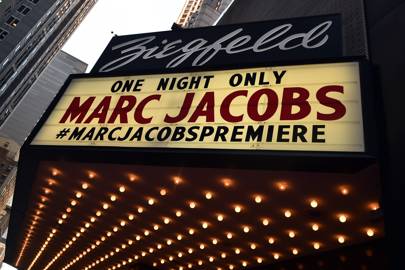 Ziegfeld
ONE NIGHT ONLY
MARC JACOBS
#MARCJACOBSPREMIERE